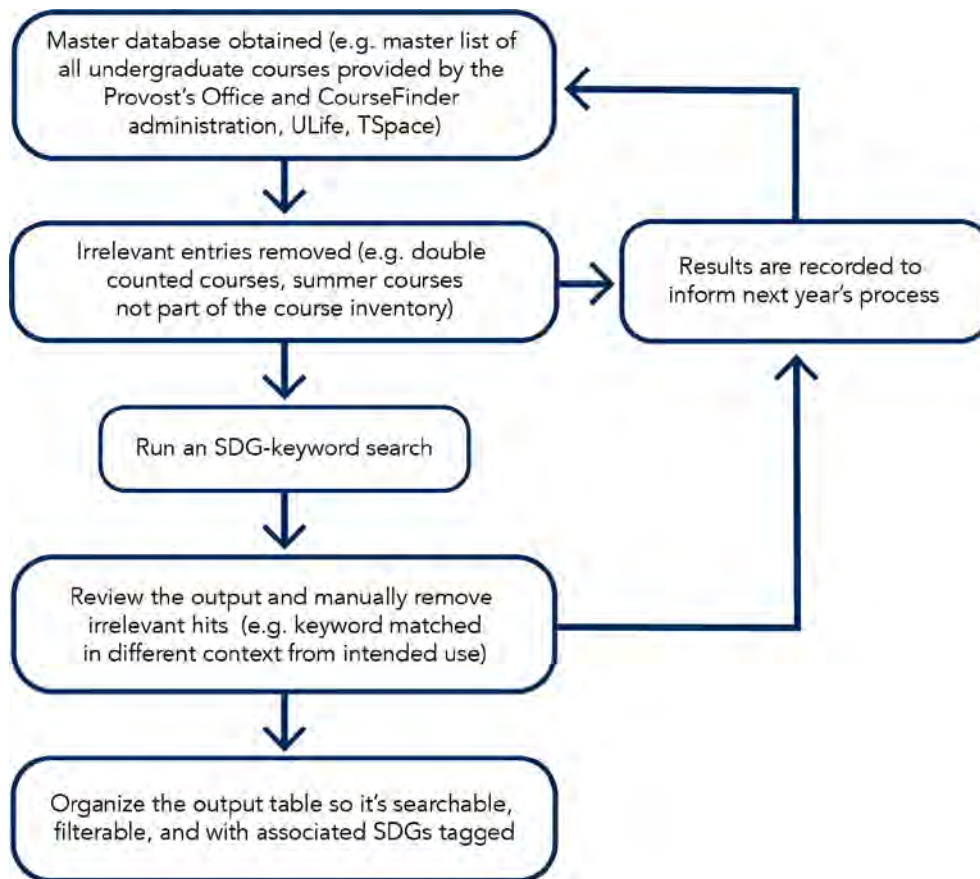 Master database obtained (e.g. master list of
all undergraduate courses provided by the
Provost's Office and CourseFinder
administration, ULife, TSpace)
Irrelevant entries removed (e.g. double
counted courses, summer courses
not part of the course inventory)
Results are recorded to
inform next year's process
Run an SDG-keyword search
Review the output and manually remove
irrelevant hits (e.g. keyword matched
in different context from intended use)
Organize the output table so it's searchable,
filterable, and with associated SDGs tagged